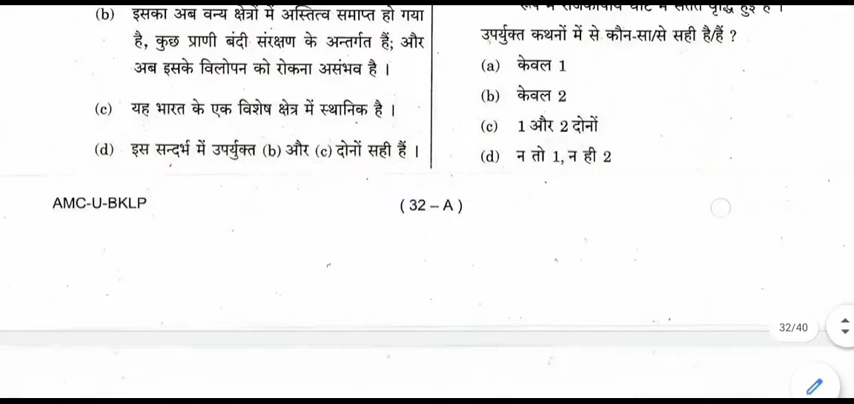 (b) इसका अब वन्य क्षेत्रों में अस्तित्व समाप्त हो गया
है, कुछ प्राणी बंदी संरक्षण के अन्तर्गत हैं; और
अब इसके विलोपन को रोकना असंभव है ।
(c) यह भारत के एक विशेष क्षेत्र में स्थानिक है ।
(d) इस सन्दर्भ में उपर्युक्त (b) और (c) दोनों सही हैं ।
रूप में राजकोषीय घाटे में सतत वृद्धि हुई है ।
उपर्युक्त कथनों में से कौन-सा/से सही है/हैं ?
(a) केवल 1
(b) केवल 2
(c) 1 और 2 दोनों
(d) न तो 1, न ही 2
AMC-U-BKLP
( 32 – A )
32/40